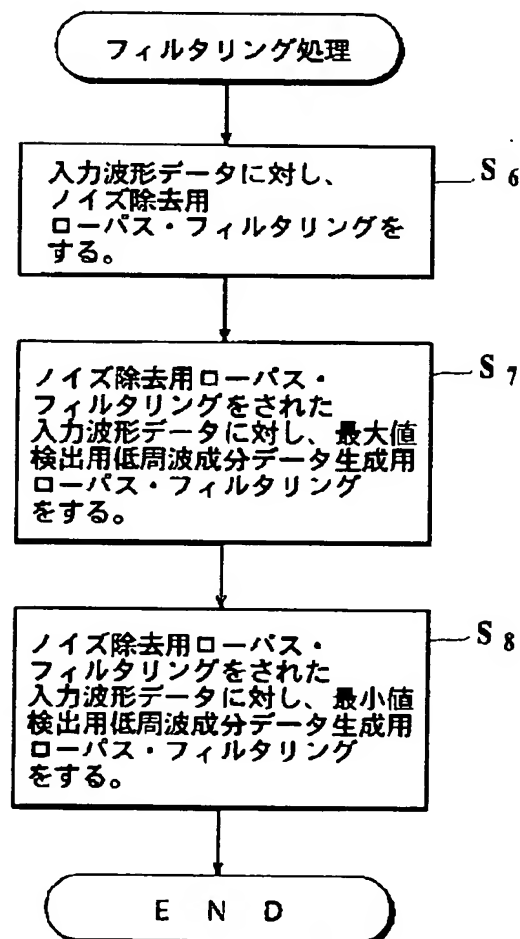 フィルタリング処理
入力波形データに対し、
ノイズ除去用
ローパス・フィルタリングを
する。
S 6
ノイズ除去用ローパス・
フィルタリングをされた
入力波形データに対し、最大値
検出用低周波成分データ生成用
ローパス・フィルタリング
をする。
S 7
ノイズ除去用ローパス・
フィルタリングをされた
入力波形データに対し、最小値
検出用低周波成分データ生成用
ローパス・フィルタリング
をする。
S 8
E N D